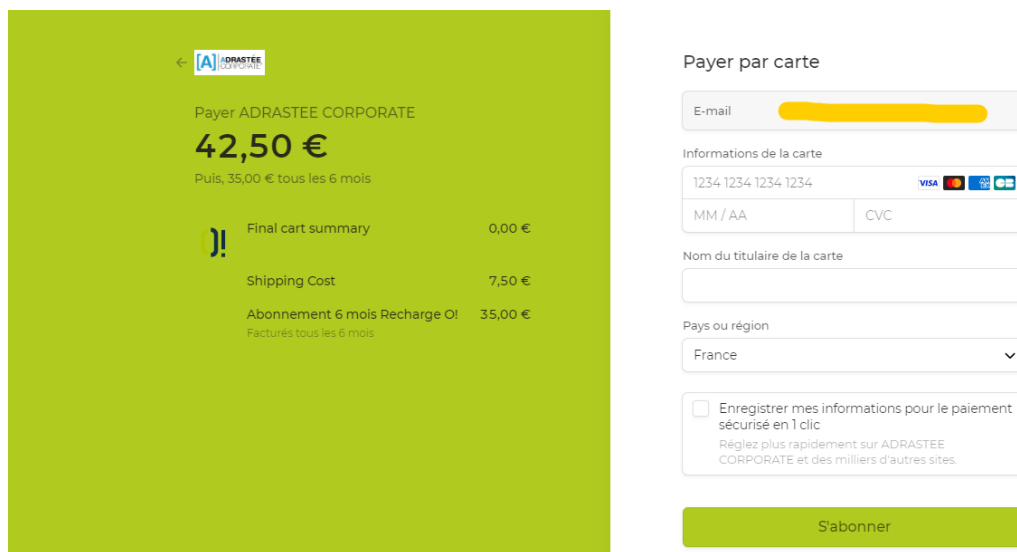 [A] ADRASTÉE
CORPORATE
Payer ADRASTEE CORPORATE
42,50 €
Puis, 35,00 € tous les 6 mois
O!
Final cart summary 0,00 €
Shipping Cost 7,50 €
Abonnement 6 mois Recharge O! 35,00 €
Facturés tous les 6 mois
Payer par carte
E-mail
Informations de la carte
1234 1234 1234 1234 VISA
MM / AA CVC
Nom du titulaire de la carte
Pays ou région
France
Enregistrer mes informations pour le paiement
sécurisé en 1 clic
Réglez plus rapidement sur ADRASTEE
CORPORATE et des milliers d'autres sites.
S'abonner